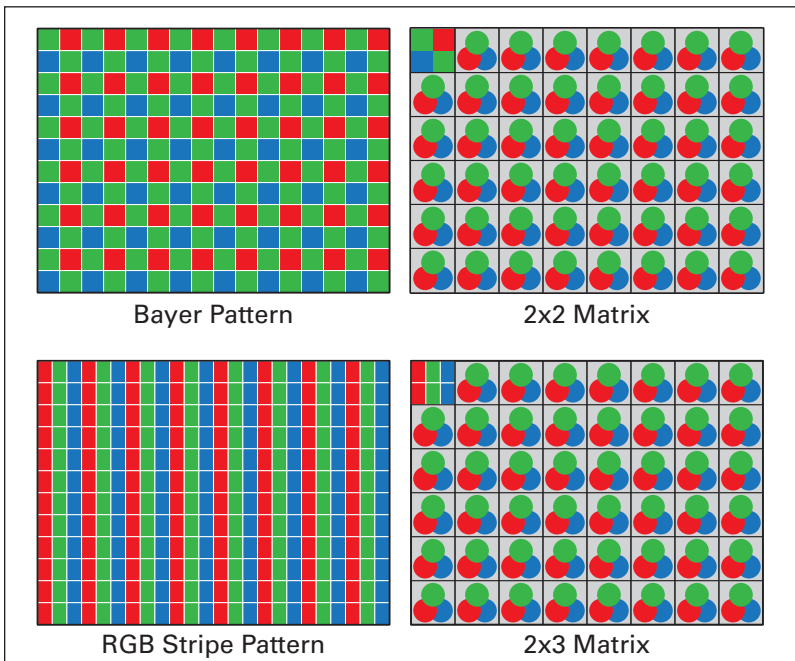 Bayer Pattern
2x2 Matrix
RGB Stripe Pattern
2x3 Matrix